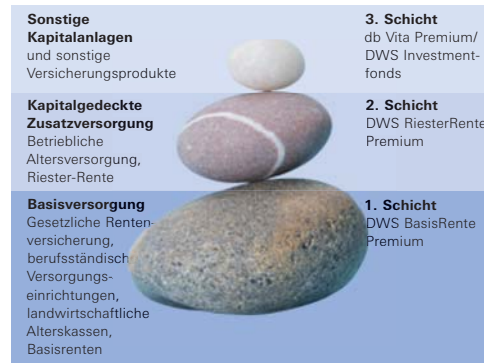 Sonstige
Kapitalanlagen
und sonstige
Versicherungsprodukte
3. Schicht
db Vita Premium/
DWS Investment-
fonds
Kapitalgedeckte
Zusatzversorgung
Betriebliche
Altersversorgung,
Riester-Rente
2. Schicht
DWS RiesterRente
Premium
Basisversorgung
Gesetzliche Renten-
versicherung,
berufsständisch
Versorgungs-
einrichtungen,
landwirtschaftliche
Alterskassen,
Basisrenten
1. Schicht
DWS BasisRente
Premium